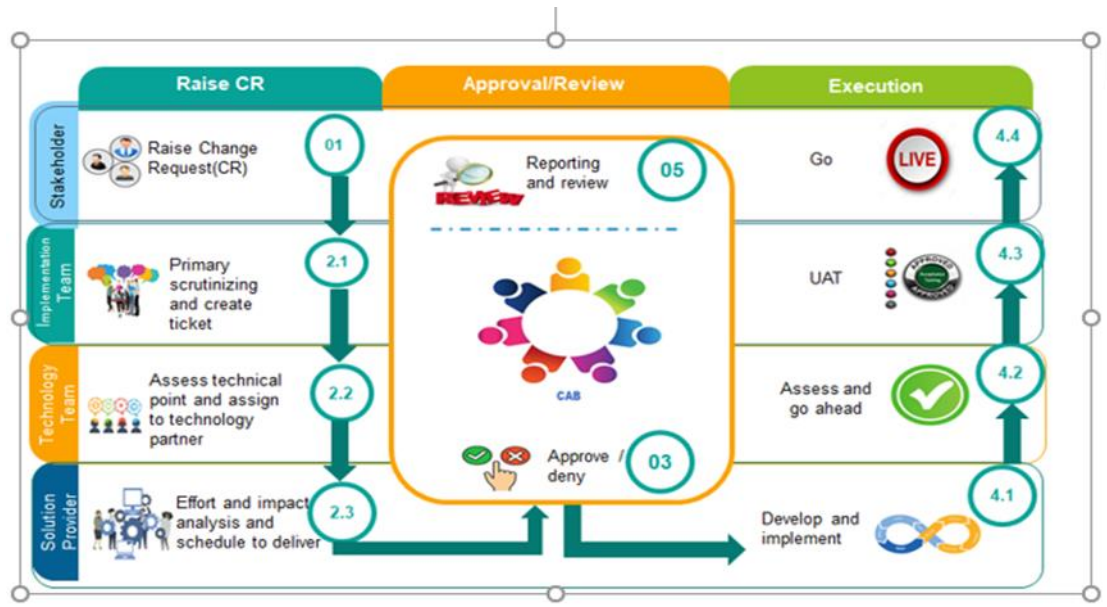 Raise CR
Approval/Review
Execution
Stakeholder
Raise Change
Request(CR)
01
Reporting
and review
REVIEW
05
Go
LIVE
4.4
Implementation
Team
Primary
scrutinizing
and create
ticket
2.1
CAB
UAT
APPROVED
APPROVED
4.3
Technology
Team
Assess technical
point and assign
to technology
partner
2.2
Assess and
go ahead
4.2
Approve /
deny
03
Solution
Provider
Effort and impact
analysis and
schedule to deliver
2.3
Develop and
implement
4.1